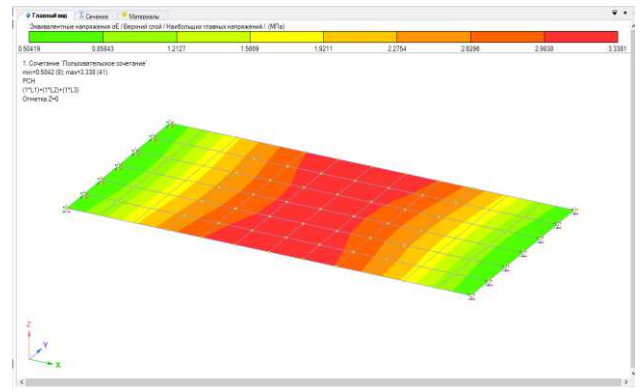 Главный вид Сечение Материалы
Эквивалентные напряжения σE / Верхний слой / Наибольших главных напряжений / (МПа)
0.50419 0.85843 1.2127 1.5669 1.9211 2.2754 2.6296 2.9838 3.3381
1. Сочетание "Пользовательское сочетание"
min=0.5042 (8); max=3.338 (41)
РСН
(1*L1)+(1*L2)+(1*L3)
Отметка Z=0
Z
Y
X